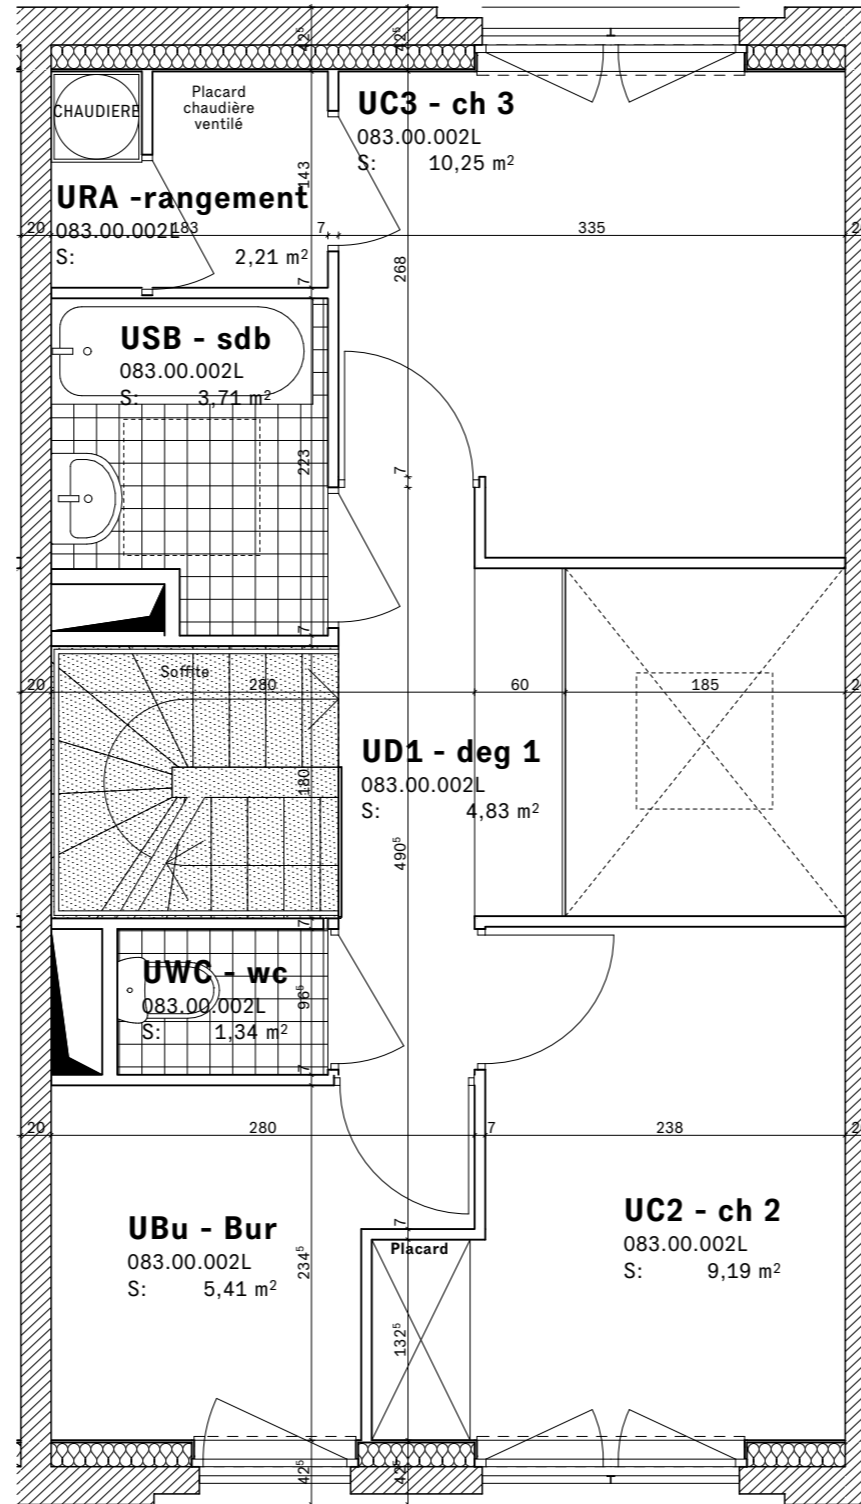 42⁵
42⁵
CHAUDIERE
Placard
chaudière
ventilé
UC3 - ch 3
083.00.002L
S: 10,25 m²
143
URA -rangement
083.00.002L
S: 2,21 m²
20
183
7
335
2
268
7
USB - sdb
083.00.002L
S: 3,71 m²
223
7
7
Soffite
20
280
60
185
2
UD1 - deg 1
083.00.002L
S: 4,83 m²
180
490⁵
7
UWC - wc
083.00.002L
S: 1,34 m²
96⁵
7
20
280
7
238
2
UBu - Bur
083.00.002L
S: 5,41 m²
234⁵
7
Placard
132⁵
UC2 - ch 2
083.00.002L
S: 9,19 m²
42⁵
42⁵